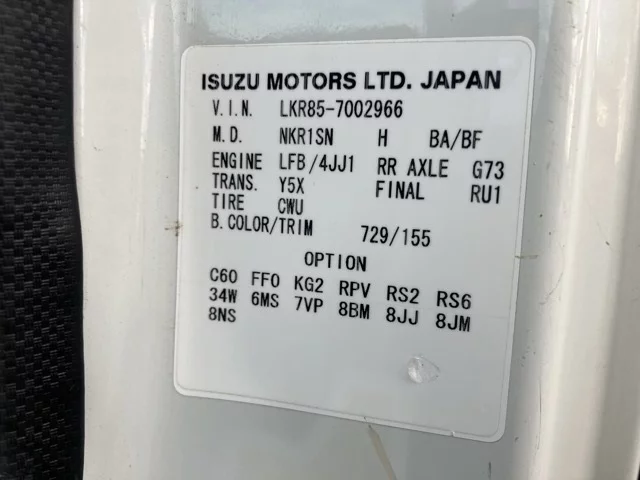 ISUZU MOTORS LTD. JAPAN
V.I.N. LKR85-7002966
M.D. NKR1SN H BA/BF
ENGINE LFB/4JJ1 RR AXLE G73
TRANS. Y5X FINAL RU1
TIRE CWU
B.COLOR/TRIM 729/155
OPTION
C60 FF0 KG2 RPV RS2 RS6
34W 6MS 7VP 8BM 8JJ 8JM
8NS